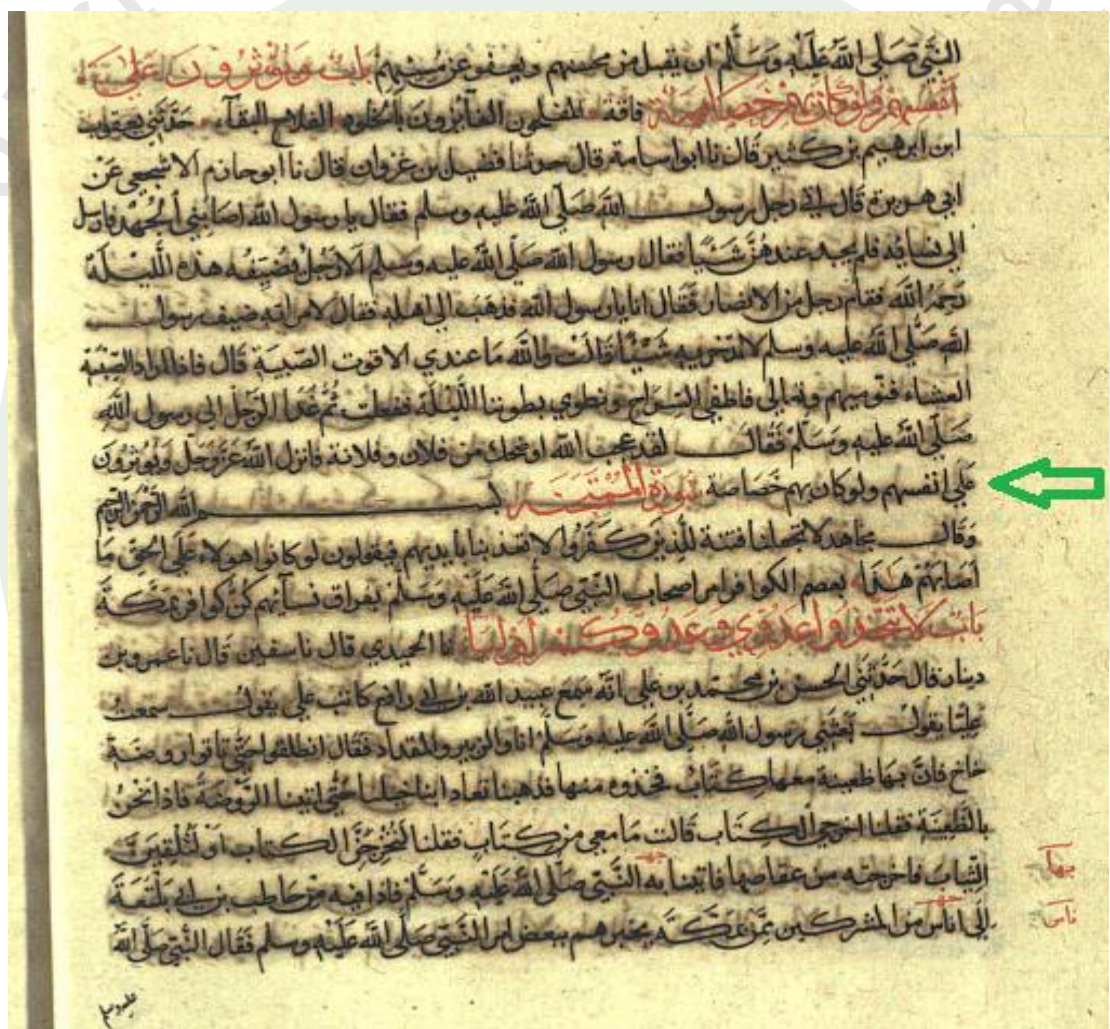 النبي صلى الله عليه وسلم ان يقبل من محسنهم ويعفو عن مسيئهم باب ويؤثرون على
أنفسهم ولو كان بهم خصاصة فاقة المفلحون الفائزون بالخلود الفلاح البقاء حدثني يعقوب
ابن ابرهيم بن كثير قال نا ابو اسامة قال حدثنا فضيل بن غزوان قال نا ابو حازم الاشجعي عن
ابي هريرة قال اتى رجل رسول الله صلى الله عليه وسلم فقال يا رسول الله اصابني الجهد فارسل
الى نسائه فلم يجد عندهن شيأ فقال رسول الله صلى الله عليه وسلم الا رجل يضيفه هذه الليلة
رحمه الله فقام رجل من الانصار فقال انا يا رسول الله فذهب الى اهله فقال لامراته ضيف رسول
الله صلى الله عليه وسلم لا تدخريه شيئا قالت والله ما عندي الا قوت الصبية قال فاذا اراد الصبية
العشاء فنوميهم وتعالي فاطفي السراج ونطوي بطوننا الليلة ففعلت ثم غدا الرجل الى رسول الله
صلى الله عليه وسلم فقال لقد عجب الله او ضحك من فلان وفلانة فانزل الله عز وجل ويؤثرون
على انفسهم ولو كان بهم خصاصة سورة الممتحنة بسم الله الرحمن الرحيم
وقال مجاهد لا تجعلنا فتنة للذين كفروا لا تعذبنا بايديهم فيقولون لو كانوا هولاء على الحق ما
اصابهم هذا بعصم الكوافر امر اصحاب النبي صلى الله عليه وسلم بفراق نسائهم كن كوافر بمكة
باب لا تتخذوا عدوي وعدوكم أولياء نا الحميدي قال نا سفين قال نا عمرو بن
دينار قال حدثني الحسن بن محمد بن علي انه سمع عبيد الله بن ابي رافع كاتب علي يقول سمعت
عليا يقول بعثني رسول الله صلى الله عليه وسلم انا والزبير والمقداد فقال انطلقوا حتى تاتوا روضة
خاخ فان بها ظعينة معها كتاب فخذوه منها فذهبنا تعادا بنا خيلنا حتى اتينا الروضة فاذا نحن
بالظعينة فقلنا اخرجي الكتاب قالت ما معي من كتاب فقلنا لتخرجن الكتاب او لتلقين
الثياب فاخرجته من عقاصها فاتينا به النبي صلى الله عليه وسلم فاذا فيه من حاطب بن ابي بلتعة
الى اناس من المشركين ممن بمكة يخبرهم ببعض امر النبي صلى الله عليه وسلم فقال النبي صلى الله
بها
ناس